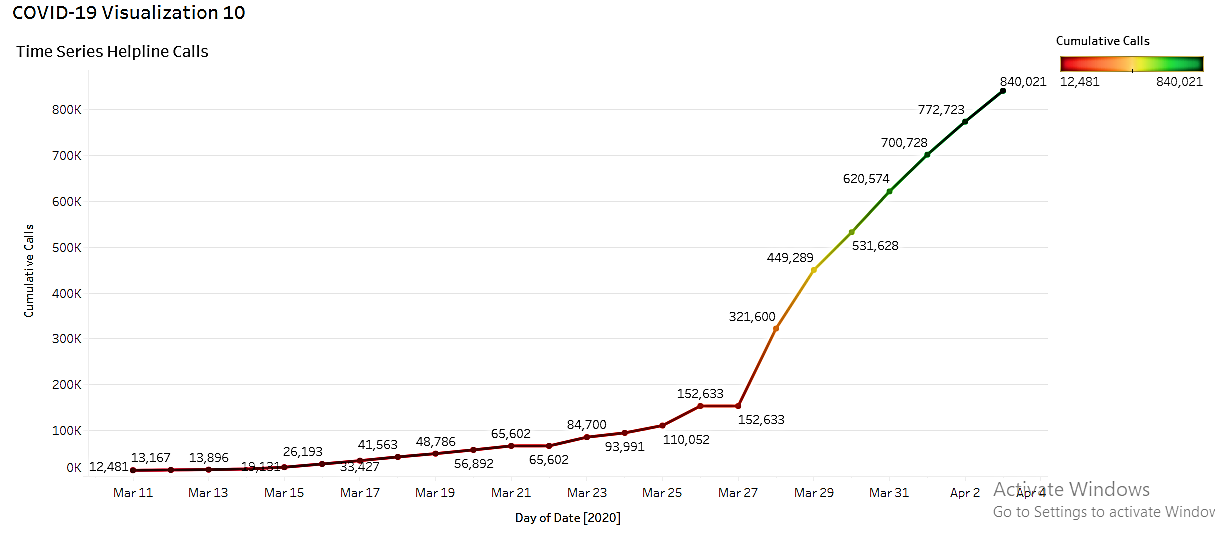 COVID-19 Visualization 10
Time Series Helpline Calls
Cumulative Calls
12,481 840,021
Cumulative Calls
800K
700K
600K
500K
400K
300K
200K
100K
0K
12,481
13,167
13,896
26,193
33,427
41,563
48,786
56,892
65,602
65,602
84,700
93,991
110,052
152,633
152,633
321,600
449,289
531,628
620,574
700,728
772,723
840,021
Mar 11 Mar 13 Mar 15 Mar 17 Mar 19 Mar 21 Mar 23 Mar 25 Mar 27 Mar 29 Mar 31 Apr 2 Apr 4
Day of Date [2020]
Activate Windows
Go to Settings to activate